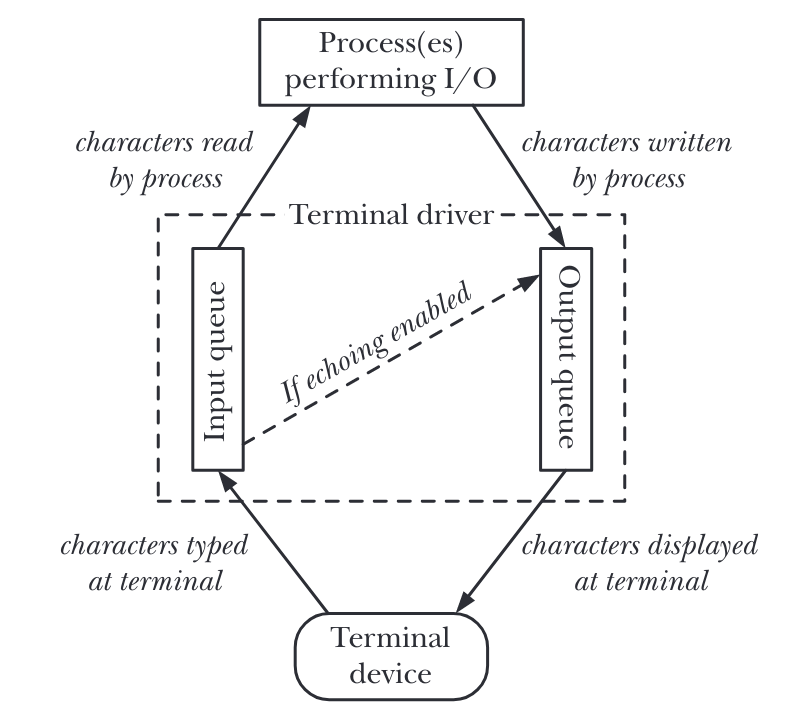 Process(es)
performing I/O
characters read
by process
characters written
by process
Terminal driver
Input queue
If echoing enabled
Output queue
characters typed
at terminal
characters displayed
at terminal
Terminal
device